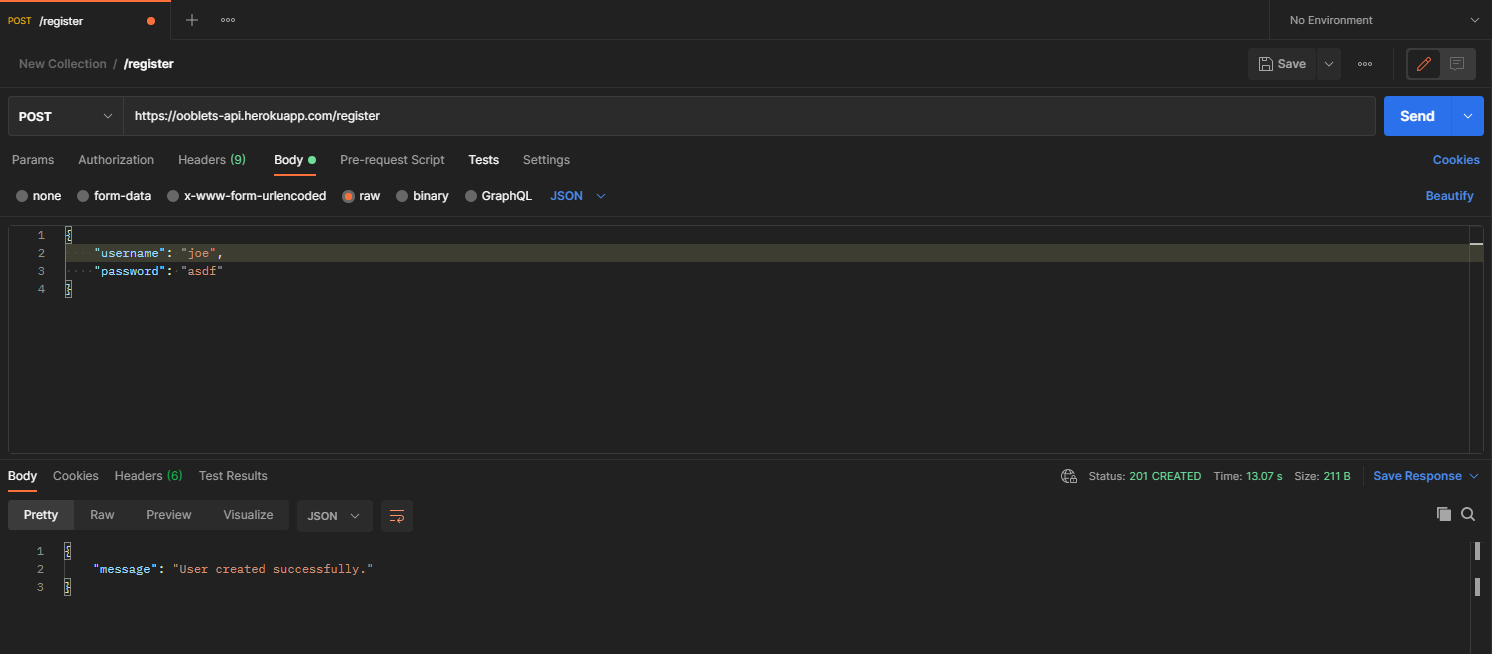 POST /register
No Environment
New Collection / /register
Save
POST https://ooblets-api.herokuapp.com/register Send
Params Authorization Headers (9) Body Pre-request Script Tests Settings Cookies
none form-data x-www-form-urlencoded raw binary GraphQL JSON Beautify
1 {
2 "username": "joe",
3 "password": "asdf"
4 }
Body Cookies Headers (6) Test Results Status: 201 CREATED Time: 13.07 s Size: 211 B Save Response
Pretty Raw Preview Visualize JSON
1 {
2 "message": "User created successfully."
3 }